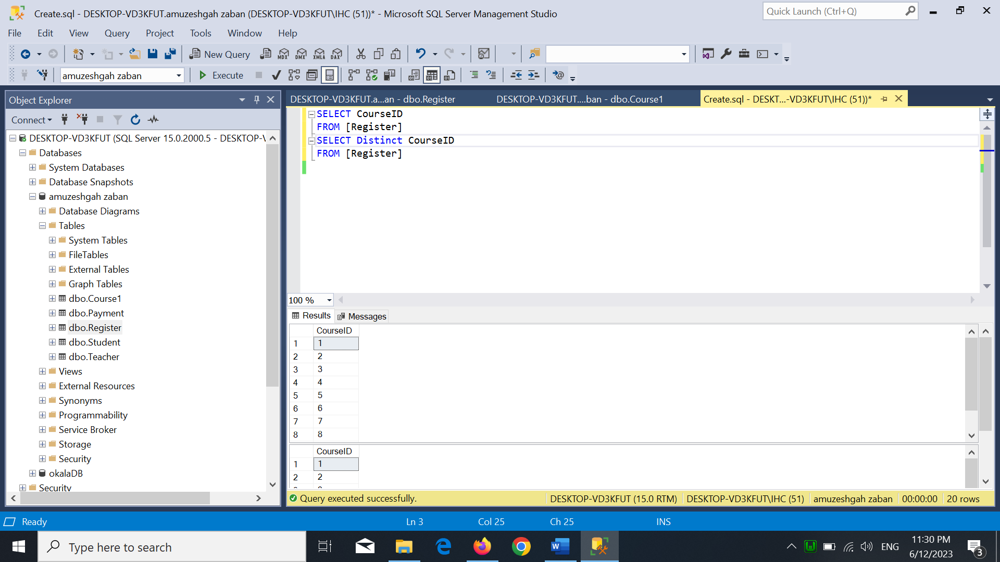 Create.sql - DESKTOP-VD3KFUT.amuzeshgah zaban (DESKTOP-VD3KFUT\IHC (51))* - Microsoft SQL Server Management Studio
Quick Launch (Ctrl+Q)
File Edit View Query Project Tools Window Help
New Query MDX DMX XMLA DAX
amuzeshgah zaban Execute
Object Explorer
Connect
DESKTOP-VD3KFUT (SQL Server 15.0.2000.5 - DESKTOP-V
Databases
System Databases
Database Snapshots
amuzeshgah zaban
Database Diagrams
Tables
System Tables
FileTables
External Tables
Graph Tables
dbo.Course1
dbo.Payment
dbo.Register
dbo.Student
dbo.Teacher
Views
External Resources
Synonyms
Programmability
Service Broker
Storage
Security
okalaDB
Security
DESKTOP-VD3KFUT.a...an - dbo.Register DESKTOP-VD3KFUT....ban - dbo.Course1 Create.sql - DESKT...-VD3KFUT\IHC (51))*
SELECT CourseID
FROM [Register]
SELECT Distinct CourseID
FROM [Register]
100 %
Results Messages
CourseID
1 1
2 2
3 3
4 4
5 5
6 6
7 7
8 8
CourseID
1 1
2 2
Query executed successfully. DESKTOP-VD3KFUT (15.0 RTM) DESKTOP-VD3KFUT\IHC (51) amuzeshgah zaban 00:00:00 20 rows
Ready Ln 3 Col 25 Ch 25 INS
Type here to search
ENG
11:30 PM
6/12/2023
3